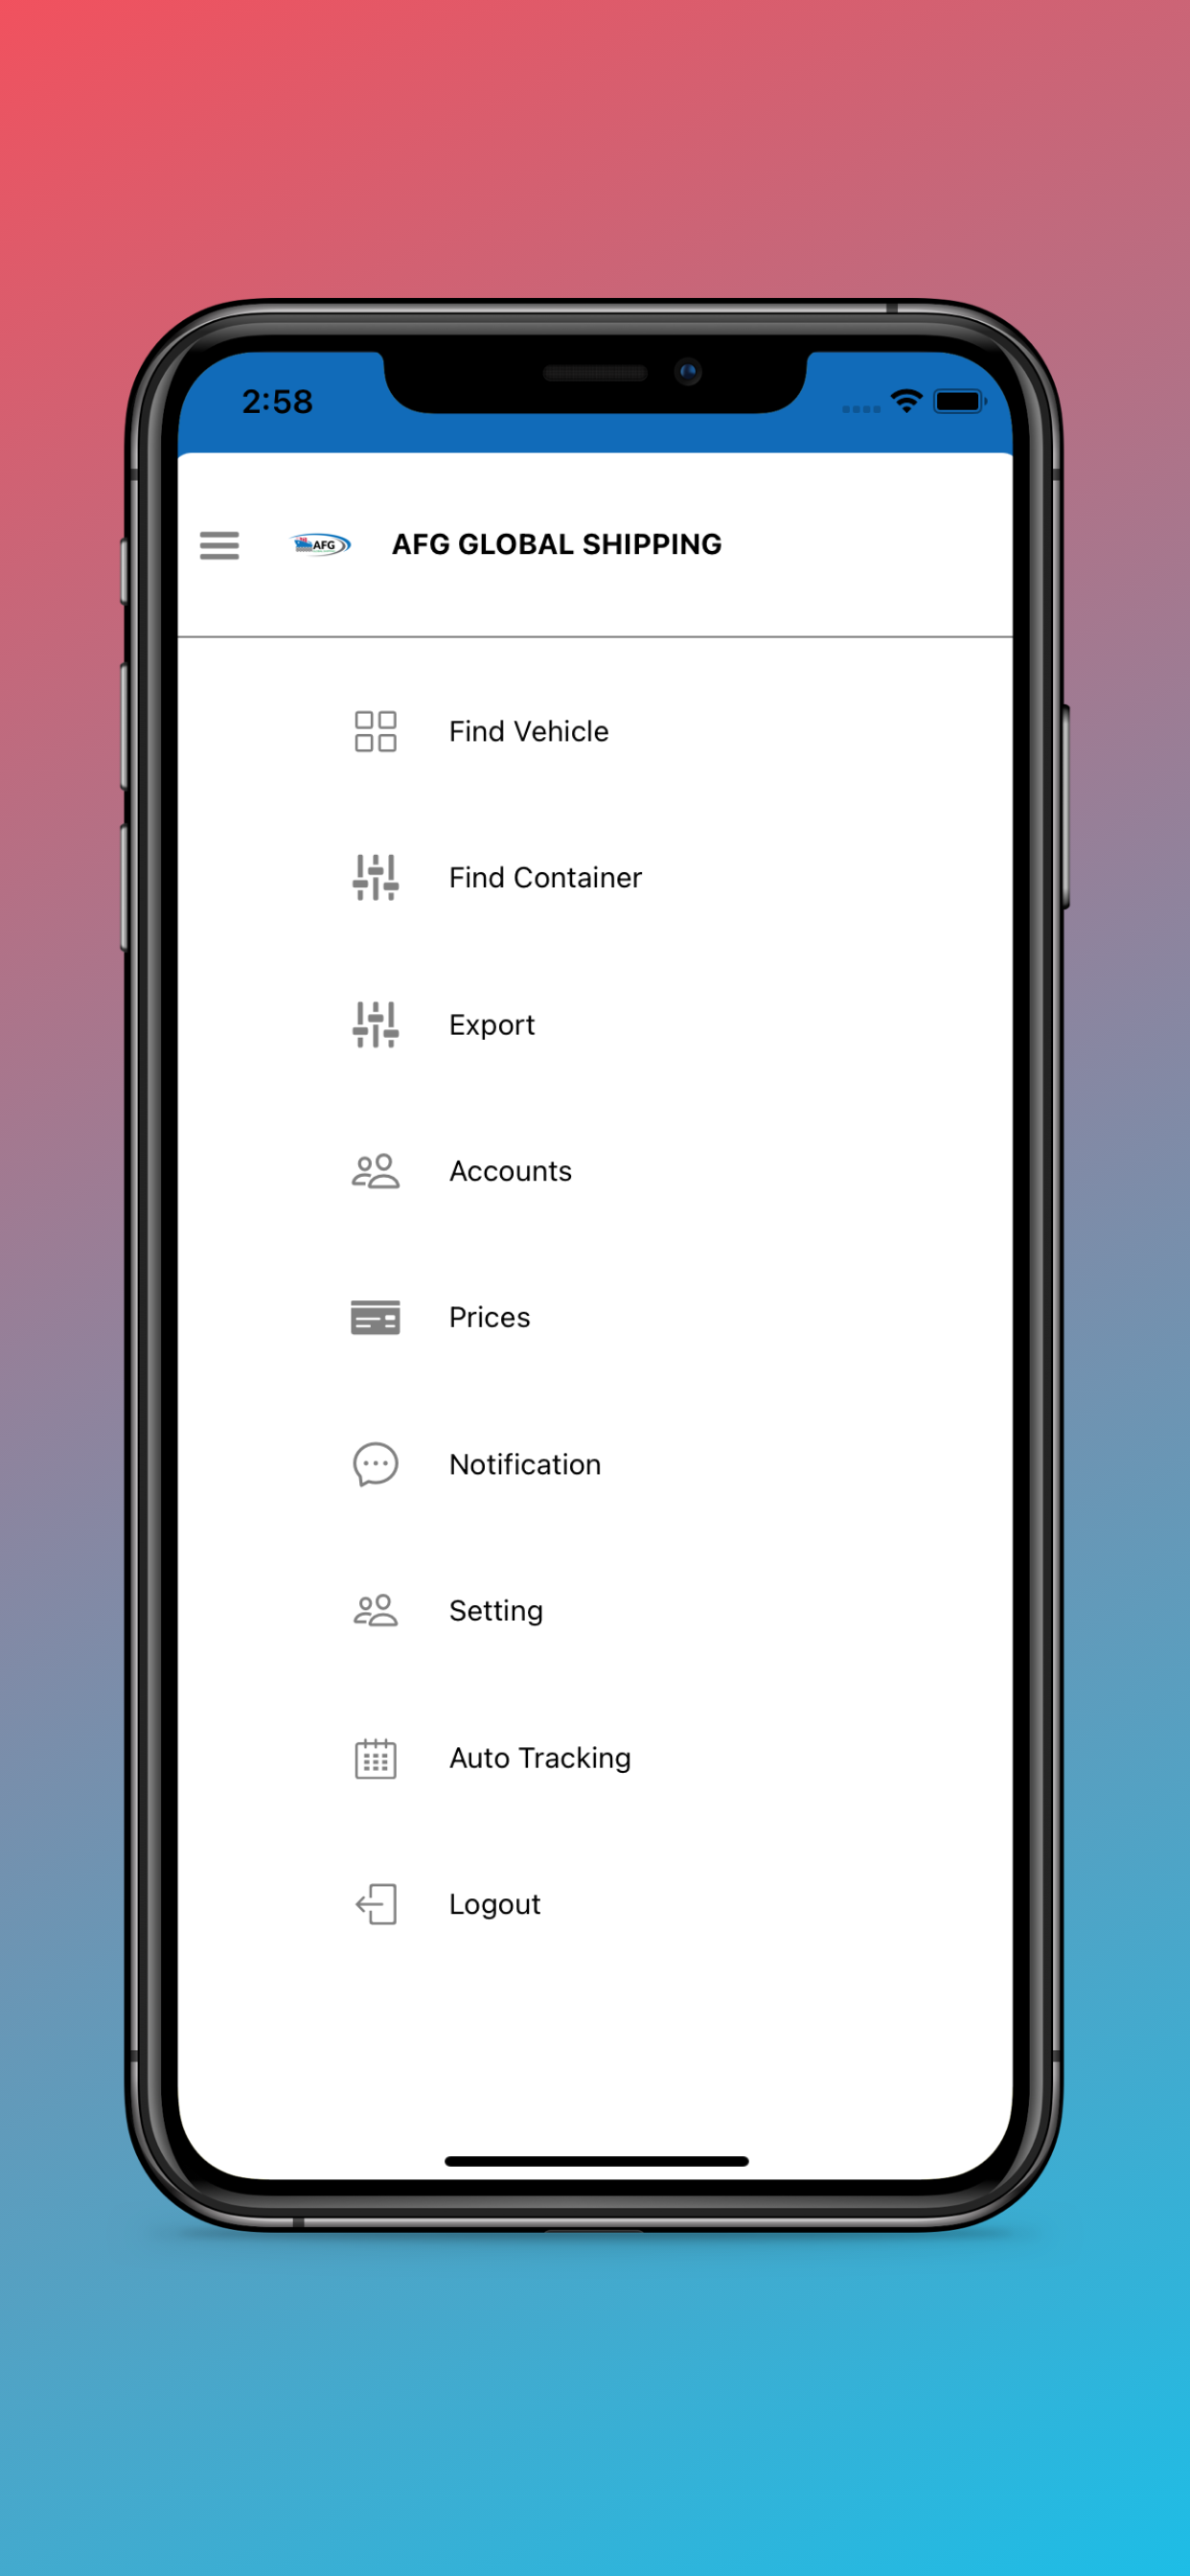 2:58
AFG
AFG GLOBAL SHIPPING
Find Vehicle
Find Container
Export
Accounts
Prices
Notification
Setting
Auto Tracking
Logout